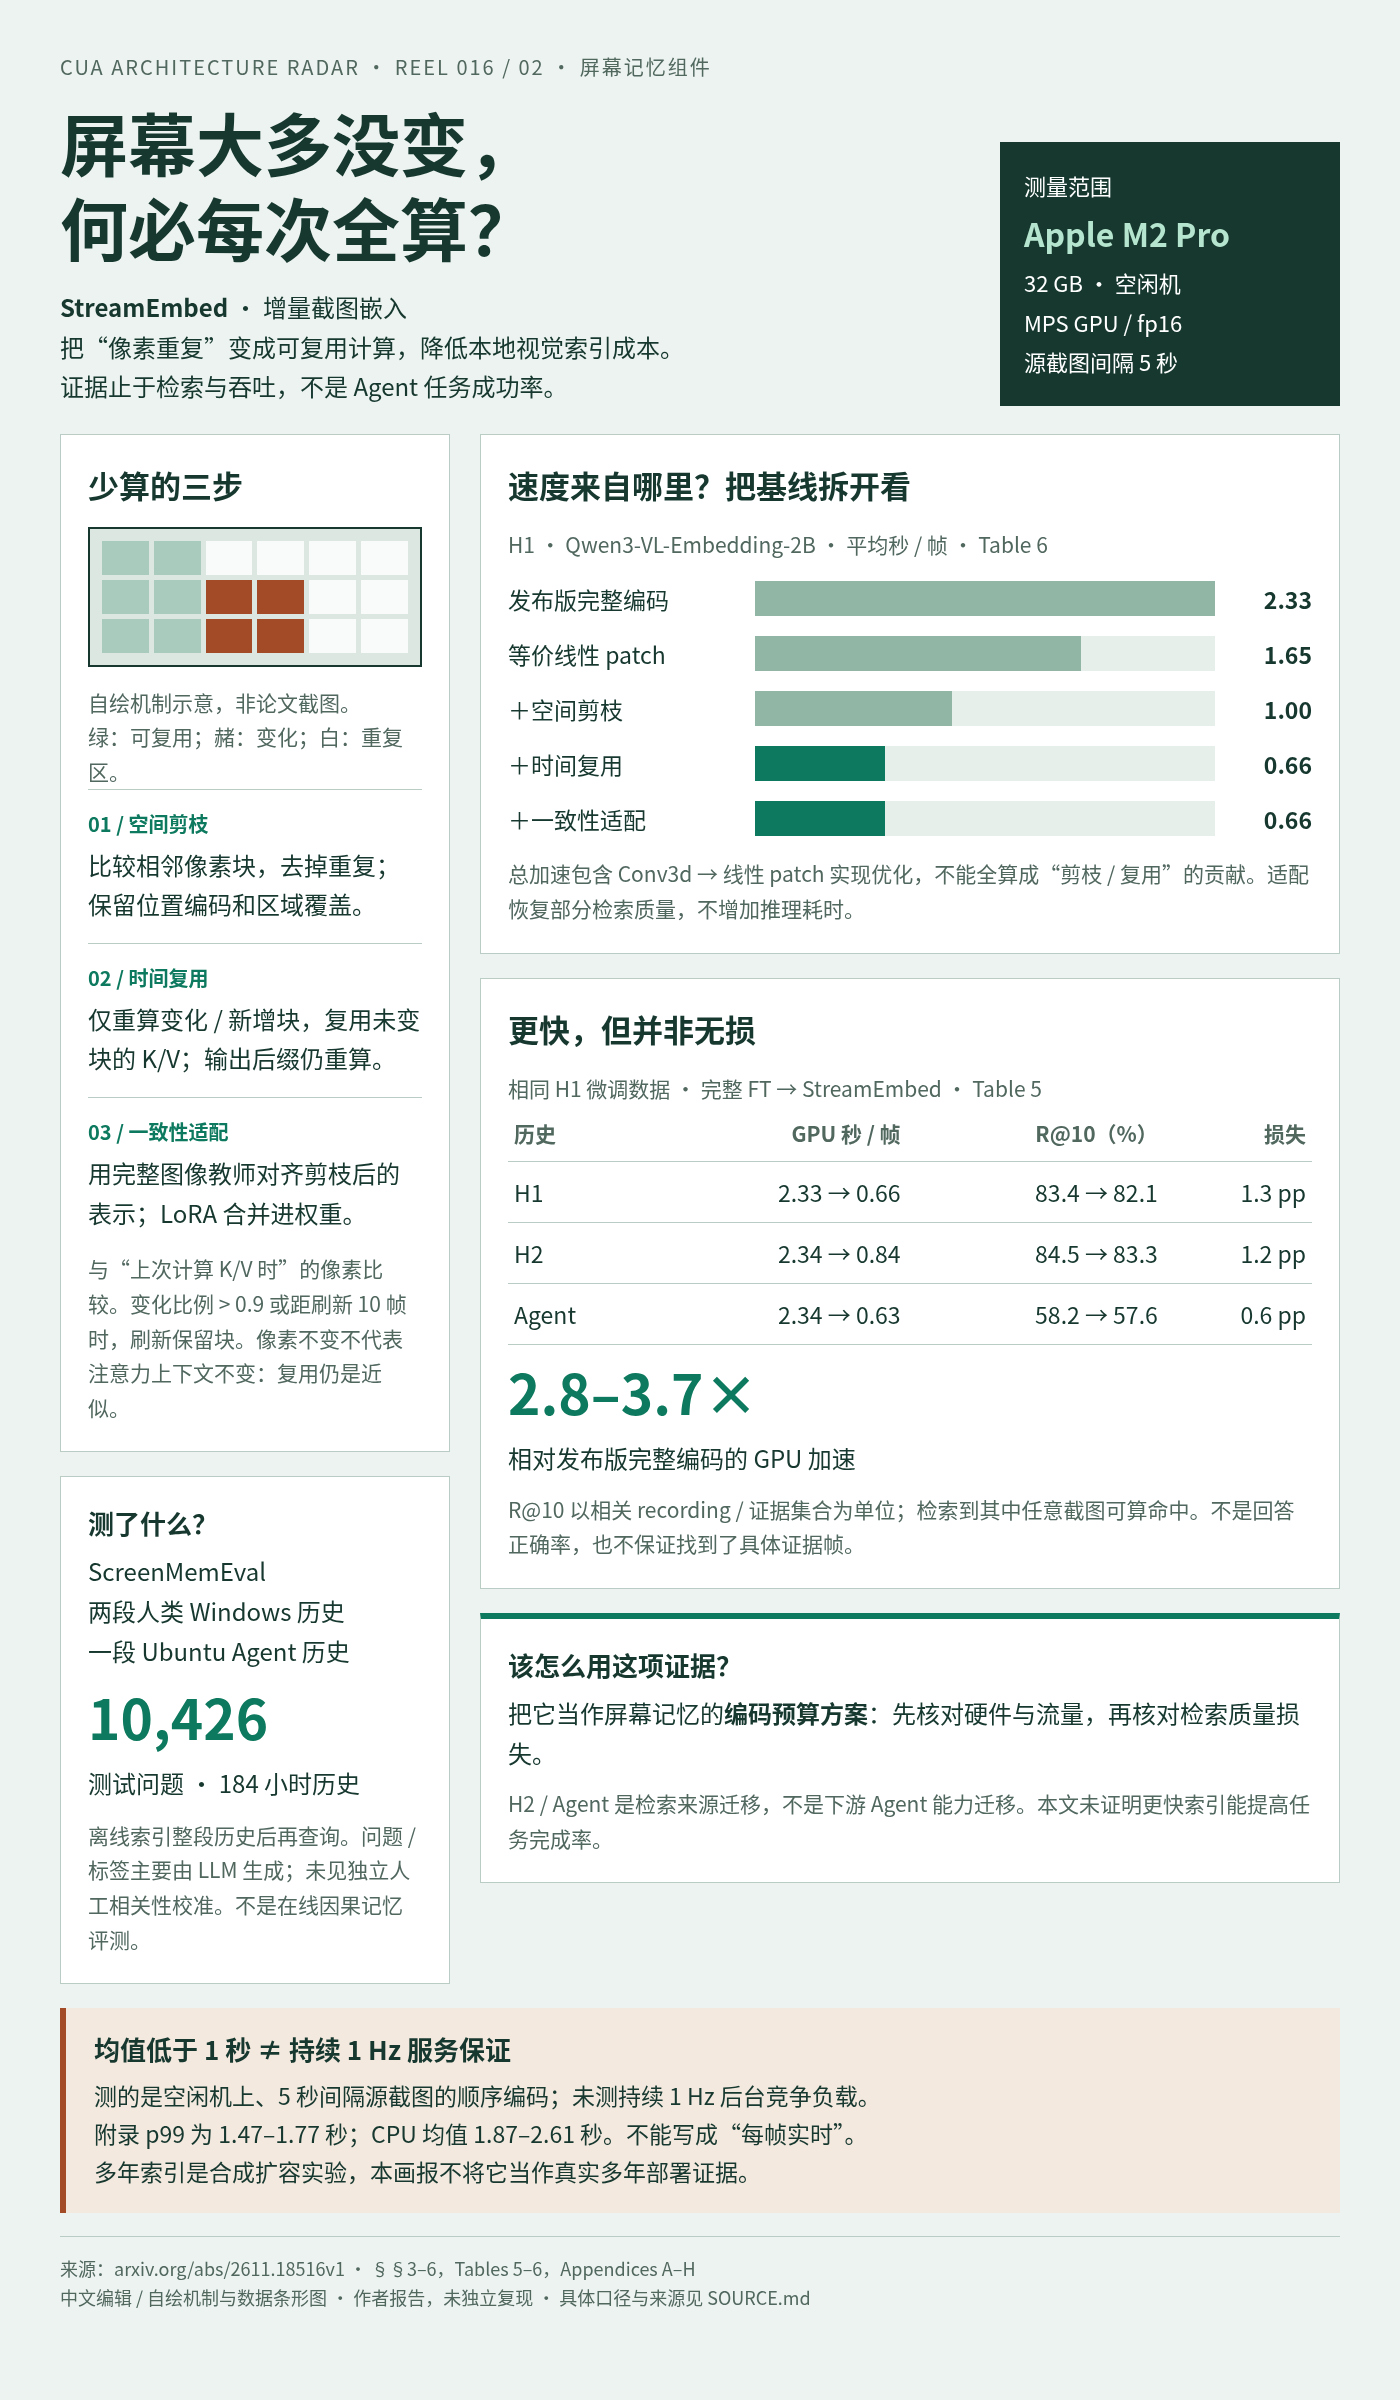 CUA ARCHITECTURE RADAR • REEL 016 / 02 • 屏幕记忆组件
屏幕大多没变，
何必每次全算？
StreamEmbed • 增量截图嵌入
把“像素重复”变成可复用计算，降低本地视觉索引成本。
证据止于检索与吞吐，不是 Agent 任务成功率。
测量范围
Apple M2 Pro
32 GB • 空闲机
MPS GPU / fp16
源截图间隔 5 秒
少算的三步
自绘机制示意，非论文截图。
绿：可复用；赭：变化；白：重复
区。
01 / 空间剪枝
比较相邻像素块，去掉重复；
保留位置编码和区域覆盖。
02 / 时间复用
仅重算变化 / 新增块，复用未变
块的 K/V；输出后缀仍重算。
03 / 一致性适配
用完整图像教师对齐剪枝后的
表示；LoRA 合并进权重。
与“上次计算 K/V 时”的像素比
较。变化比例 > 0.9 或距刷新 10 帧
时，刷新保留块。像素不变不代表
注意力上下文不变：复用仍是近
似。
测了什么？
ScreenMemEval
两段人类 Windows 历史
一段 Ubuntu Agent 历史
10,426
测试问题 • 184 小时历史
离线索引整段历史后再查询。问题 /
标签主要由 LLM 生成；未见独立人
工相关性校准。不是在线因果记忆
评测。
速度来自哪里？把基线拆开看
H1 • Qwen3-VL-Embedding-2B • 平均秒 / 帧 • Table 6
发布版完整编码 2.33
等价线性 patch 1.65
＋空间剪枝 1.00
＋时间复用 0.66
＋一致性适配 0.66
总加速包含 Conv3d → 线性 patch 实现优化，不能全算成“剪枝 / 复用”的贡献。适配
恢复部分检索质量，不增加推理耗时。
更快，但并非无损
相同 H1 微调数据 • 完整 FT → StreamEmbed • Table 5
历史 GPU 秒 / 帧 R@10（%） 损失
H1 2.33 → 0.66 83.4 → 82.1 1.3 pp
H2 2.34 → 0.84 84.5 → 83.3 1.2 pp
Agent 2.34 → 0.63 58.2 → 57.6 0.6 pp
2.8–3.7×
相对发布版完整编码的 GPU 加速
R@10 以相关 recording / 证据集合为单位；检索到其中任意截图可算命中。不是回答
正确率，也不保证找到了具体证据帧。
该怎么用这项证据？
把它当作屏幕记忆的编码预算方案：先核对硬件与流量，再核对检索质量损
失。
H2 / Agent 是检索来源迁移，不是下游 Agent 能力迁移。本文未证明更快索引能提高任
务完成率。
均值低于 1 秒 ≠ 持续 1 Hz 服务保证
测的是空闲机上、5 秒间隔源截图的顺序编码；未测持续 1 Hz 后台竞争负载。
附录 p99 为 1.47–1.77 秒；CPU 均值 1.87–2.61 秒。不能写成“每帧实时”。
多年索引是合成扩容实验，本画报不将它当作真实多年部署证据。
来源：arxiv.org/abs/2611.18516v1 • §§3–6，Tables 5–6，Appendices A–H
中文编辑 / 自绘机制与数据条形图 • 作者报告，未独立复现 • 具体口径与来源见 SOURCE.md